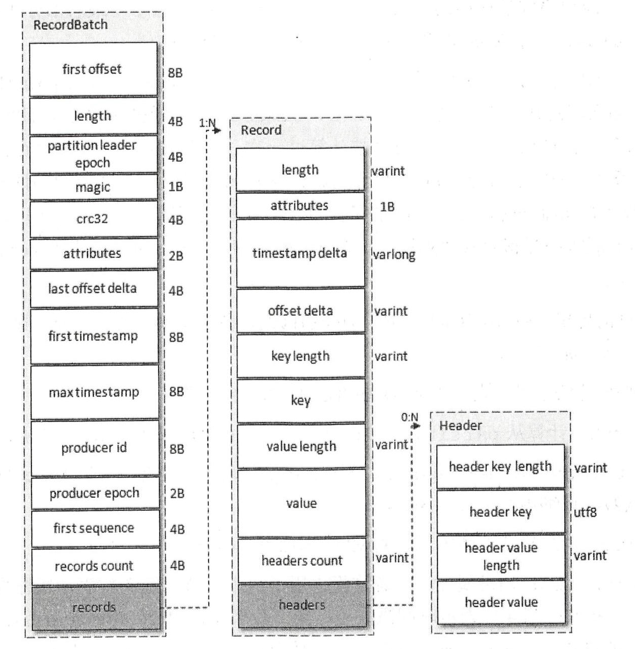 RecordBatch
first offset
8B
length
4B
partition leader
epoch
4B
magic
1B
crc32
4B
attributes
2B
last offset delta
4B
first timestamp
8B
max timestamp
8B
producer id
8B
producer epoch
2B
first sequence
4B
records count
4B
records
1:N
Record
length
varint
attributes
1B
timestamp delta
varlong
offset delta
varint
key length
varint
key
value length
varint
value
headers count
varint
headers
0:N
Header
header key length
varint
header key
utf8
header value
length
varint
header value